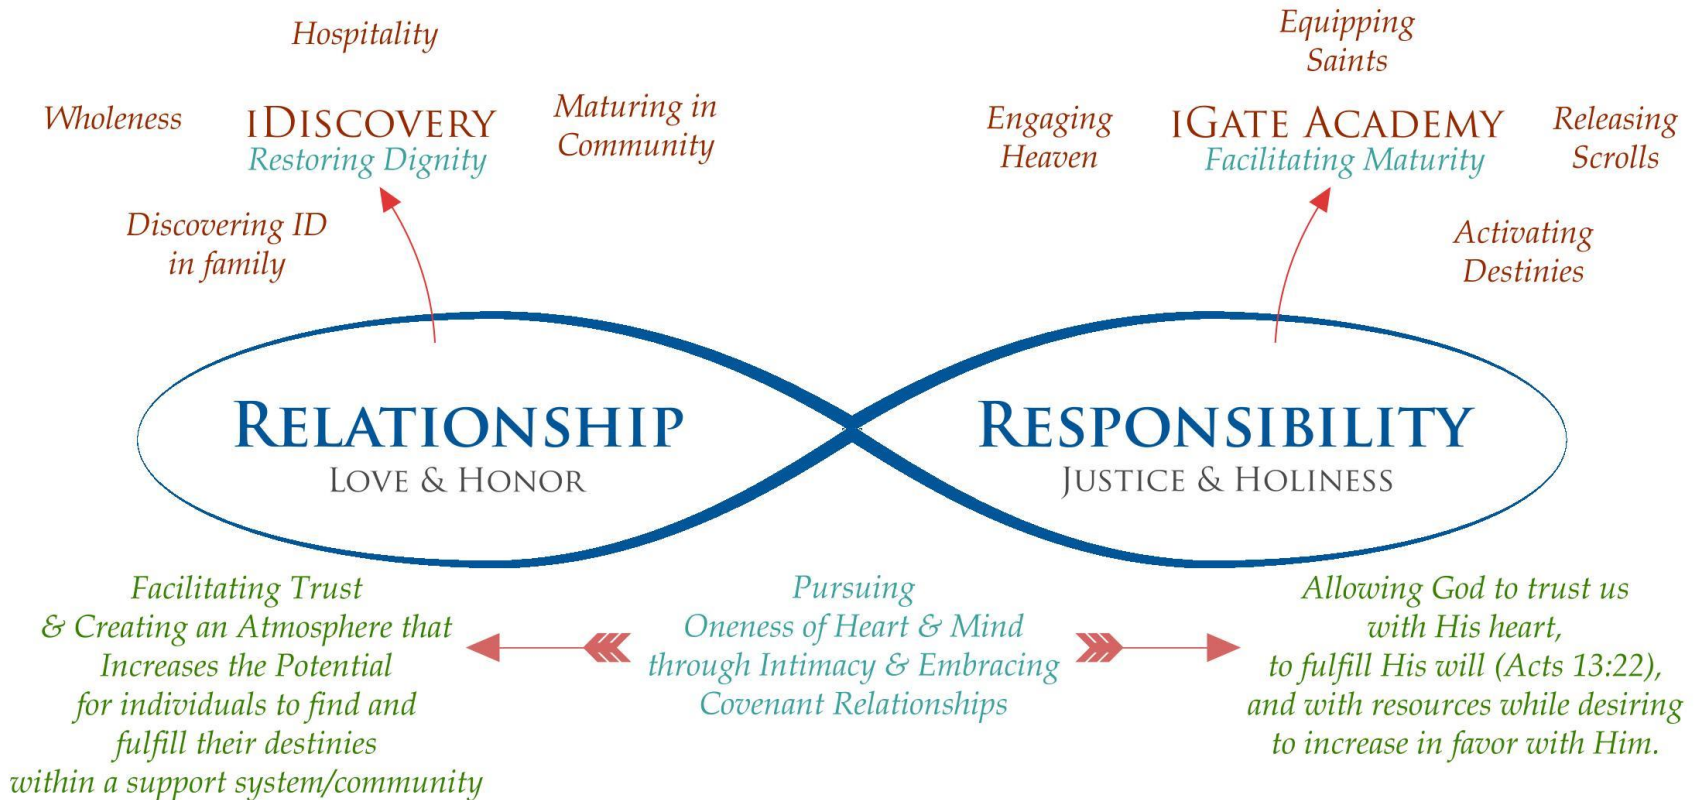 Hospitality
Wholeness
iDiscovery
Restoring Dignity
Maturing in
Community
Discovering ID
in family
Equipping
Saints
Engaging
Heaven
iGate Academy
Facilitating Maturity
Releasing
Scrolls
Activating
Destinies
Relationship
Love & Honor
Responsibility
Justice & Holiness
Facilitating Trust
& Creating an Atmosphere that
Increases the Potential
for individuals to find and
fulfill their destinies
within a support system/community
Pursuing
Oneness of Heart & Mind
through Intimacy & Embracing
Covenant Relationships
Allowing God to trust us
with His heart,
to fulfill His will (Acts 13:22),
and with resources while desiring
to increase in favor with Him.